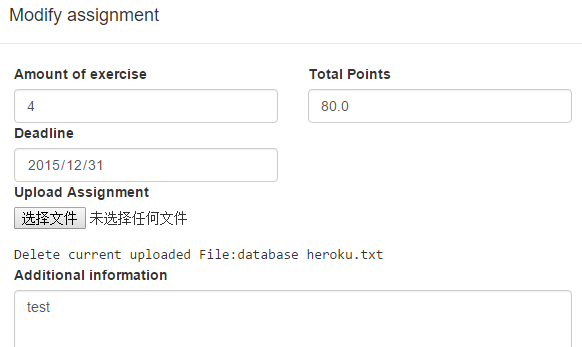 Modify assignment
Amount of exercise
Total Points
4
80.0
Deadline
2015/12/31
Upload Assignment
选择文件 未选择任何文件
Delete current uploaded File:database heroku.txt
Additional information
test